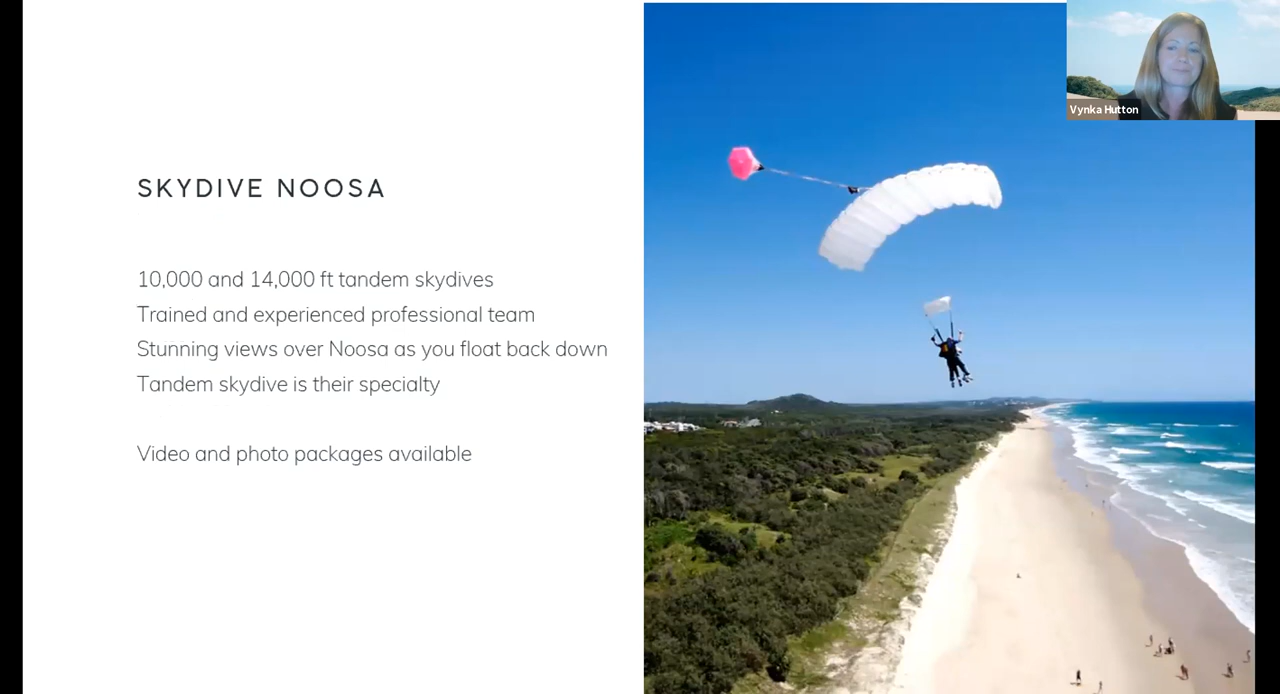 SKYDIVE NOOSA
10,000 and 14,000 ft tandem skydives
Trained and experienced professional team
Stunning views over Noosa as you float back down
Tandem skydive is their specialty
Video and photo packages available
Vynka Hutton